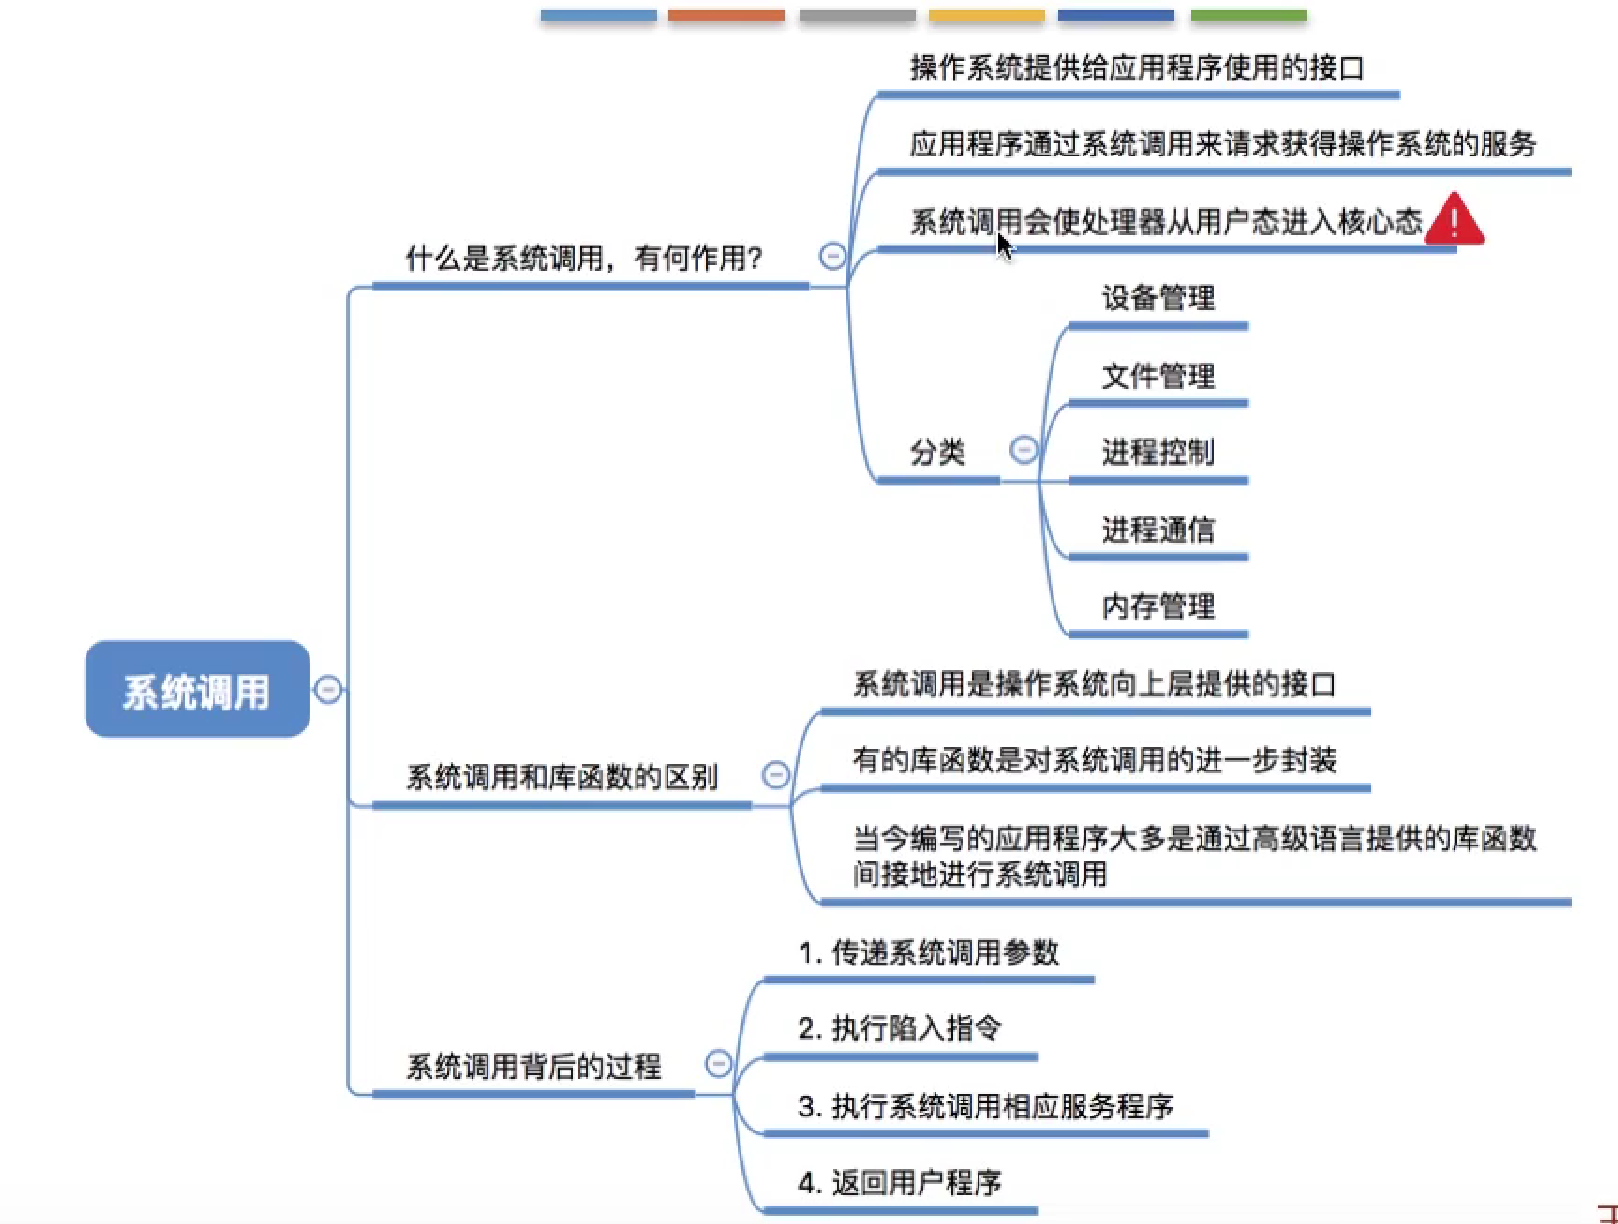 操作系统提供给应用程序使用的接口
应用程序通过系统调用来请求获得操作系统的服务
系统调用会使处理器从用户态进入核心态
什么是系统调用，有何作用?
设备管理
文件管理
分类
进程控制
进程通信
内存管理
系统调用
系统调用是操作系统向上层提供的接口
有的库函数是对系统调用的进一步封装
系统调用和库函数的区别
当今编写的应用程序大多是通过高级语言提供的库函数
间接地进行系统调用
1. 传递系统调用参数
2. 执行陷入指令
系统调用背后的过程
3. 执行系统调用相应服务程序
4. 返回用户程序